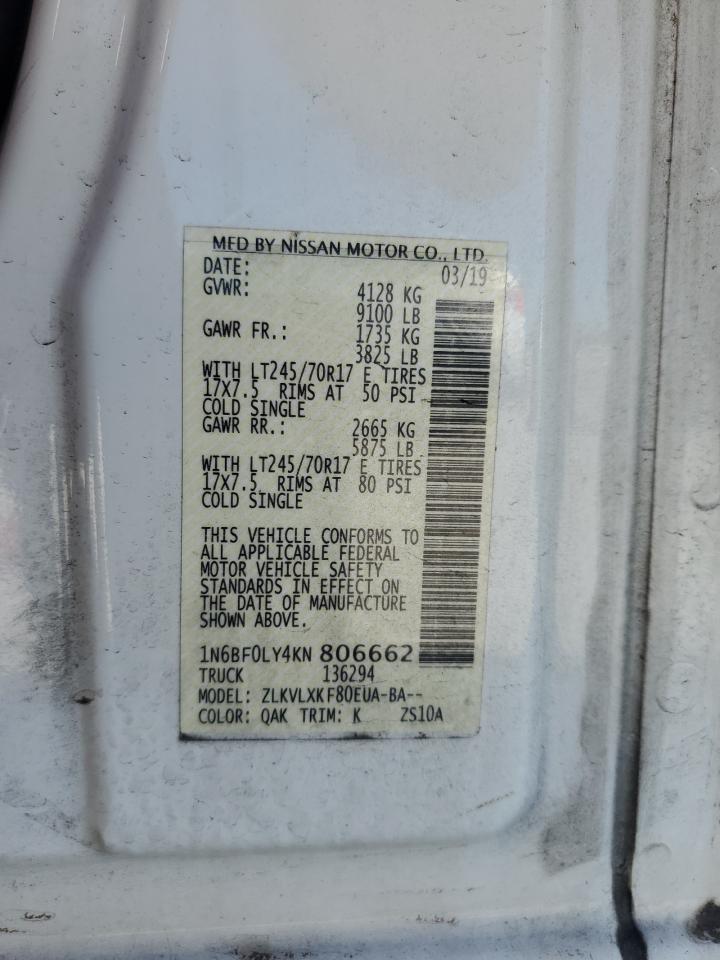 MFD BY NISSAN MOTOR CO., LTD.
DATE: 03/19
GVWR: 4128 KG
9100 LB
GAWR FR.: 1735 KG
3825 LB
WITH LT245/70R17 E TIRES
17X7.5 RIMS AT 50 PSI
COLD SINGLE
GAWR RR.: 2665 KG
5875 LB
WITH LT245/70R17 E TIRES
17X7.5 RIMS AT 80 PSI
COLD SINGLE
THIS VEHICLE CONFORMS TO
ALL APPLICABLE FEDERAL
MOTOR VEHICLE SAFETY
STANDARDS IN EFFECT ON
THE DATE OF MANUFACTURE
SHOWN ABOVE.
1N6BF0LY4KN 806662
TRUCK 136294
MODEL: ZLKVLXKF80EUA-BA--
COLOR: QAK TRIM: K ZS10A